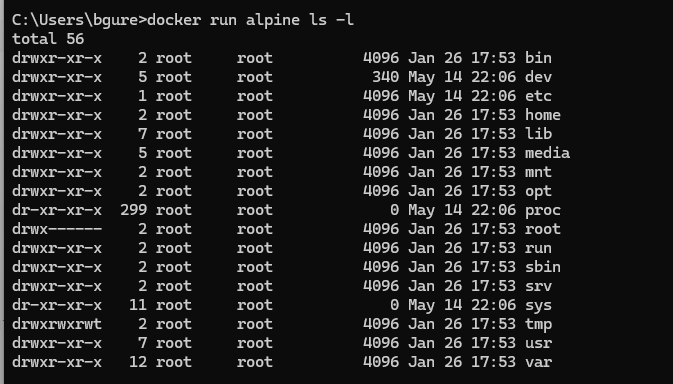 C:\Users\bgure>docker run alpine ls -l
total 56
drwxr-xr-x    2 root     root          4096 Jan 26 17:53 bin
drwxr-xr-x    5 root     root           340 May 14 22:06 dev
drwxr-xr-x    1 root     root          4096 May 14 22:06 etc
drwxr-xr-x    2 root     root          4096 Jan 26 17:53 home
drwxr-xr-x    7 root     root          4096 Jan 26 17:53 lib
drwxr-xr-x    5 root     root          4096 Jan 26 17:53 media
drwxr-xr-x    2 root     root          4096 Jan 26 17:53 mnt
drwxr-xr-x    2 root     root          4096 Jan 26 17:53 opt
dr-xr-xr-x  299 root     root             0 May 14 22:06 proc
drwx------    2 root     root          4096 Jan 26 17:53 root
drwxr-xr-x    2 root     root          4096 Jan 26 17:53 run
drwxr-xr-x    2 root     root          4096 Jan 26 17:53 sbin
drwxr-xr-x    2 root     root          4096 Jan 26 17:53 srv
dr-xr-xr-x   11 root     root             0 May 14 22:06 sys
drwxrwxrwt    2 root     root          4096 Jan 26 17:53 tmp
drwxr-xr-x    7 root     root          4096 Jan 26 17:53 usr
drwxr-xr-x   12 root     root          4096 Jan 26 17:53 var